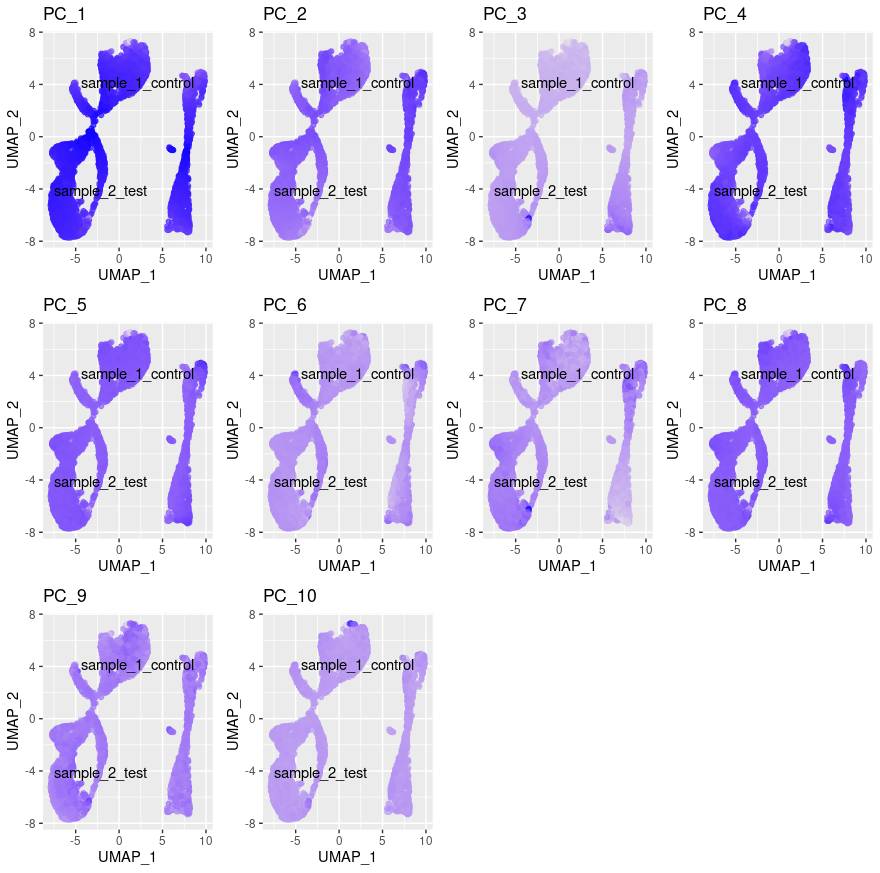 PC_1
PC_2
PC_3
PC_4
8
4
0
-4
-8
UMAP_2
sample_1_control
sample_2_test
-5 0 5 10
UMAP_1
8
4
0
-4
-8
UMAP_2
sample_1_control
sample_2_test
-5 0 5 10
UMAP_1
8
4
0
-4
-8
UMAP_2
sample_1_control
sample_2_test
-5 0 5 10
UMAP_1
8
4
0
-4
-8
UMAP_2
sample_1_control
sample_2_test
-5 0 5 10
UMAP_1
PC_5
PC_6
PC_7
PC_8
8
4
0
-4
-8
UMAP_2
sample_1_control
sample_2_test
-5 0 5 10
UMAP_1
8
4
0
-4
-8
UMAP_2
sample_1_control
sample_2_test
-5 0 5 10
UMAP_1
8
4
0
-4
-8
UMAP_2
sample_1_control
sample_2_test
-5 0 5 10
UMAP_1
8
4
0
-4
-8
UMAP_2
sample_1_control
sample_2_test
-5 0 5 10
UMAP_1
PC_9
PC_10
8
4
0
-4
-8
UMAP_2
sample_1_control
sample_2_test
-5 0 5 10
UMAP_1
8
4
0
-4
-8
UMAP_2
sample_1_control
sample_2_test
-5 0 5 10
UMAP_1